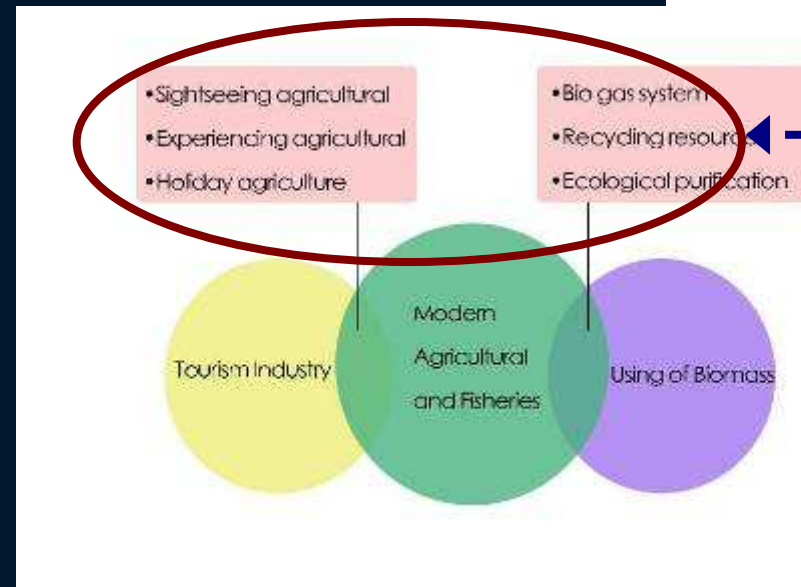 •Sightseeing agricultural
•Experiencing agricultural
•Holiday agriculture
•Bio gas system
•Recycling resource
•Ecological purification
Tourism Industry
Modern
Agricultural
and Fisheries
Using of Biomass